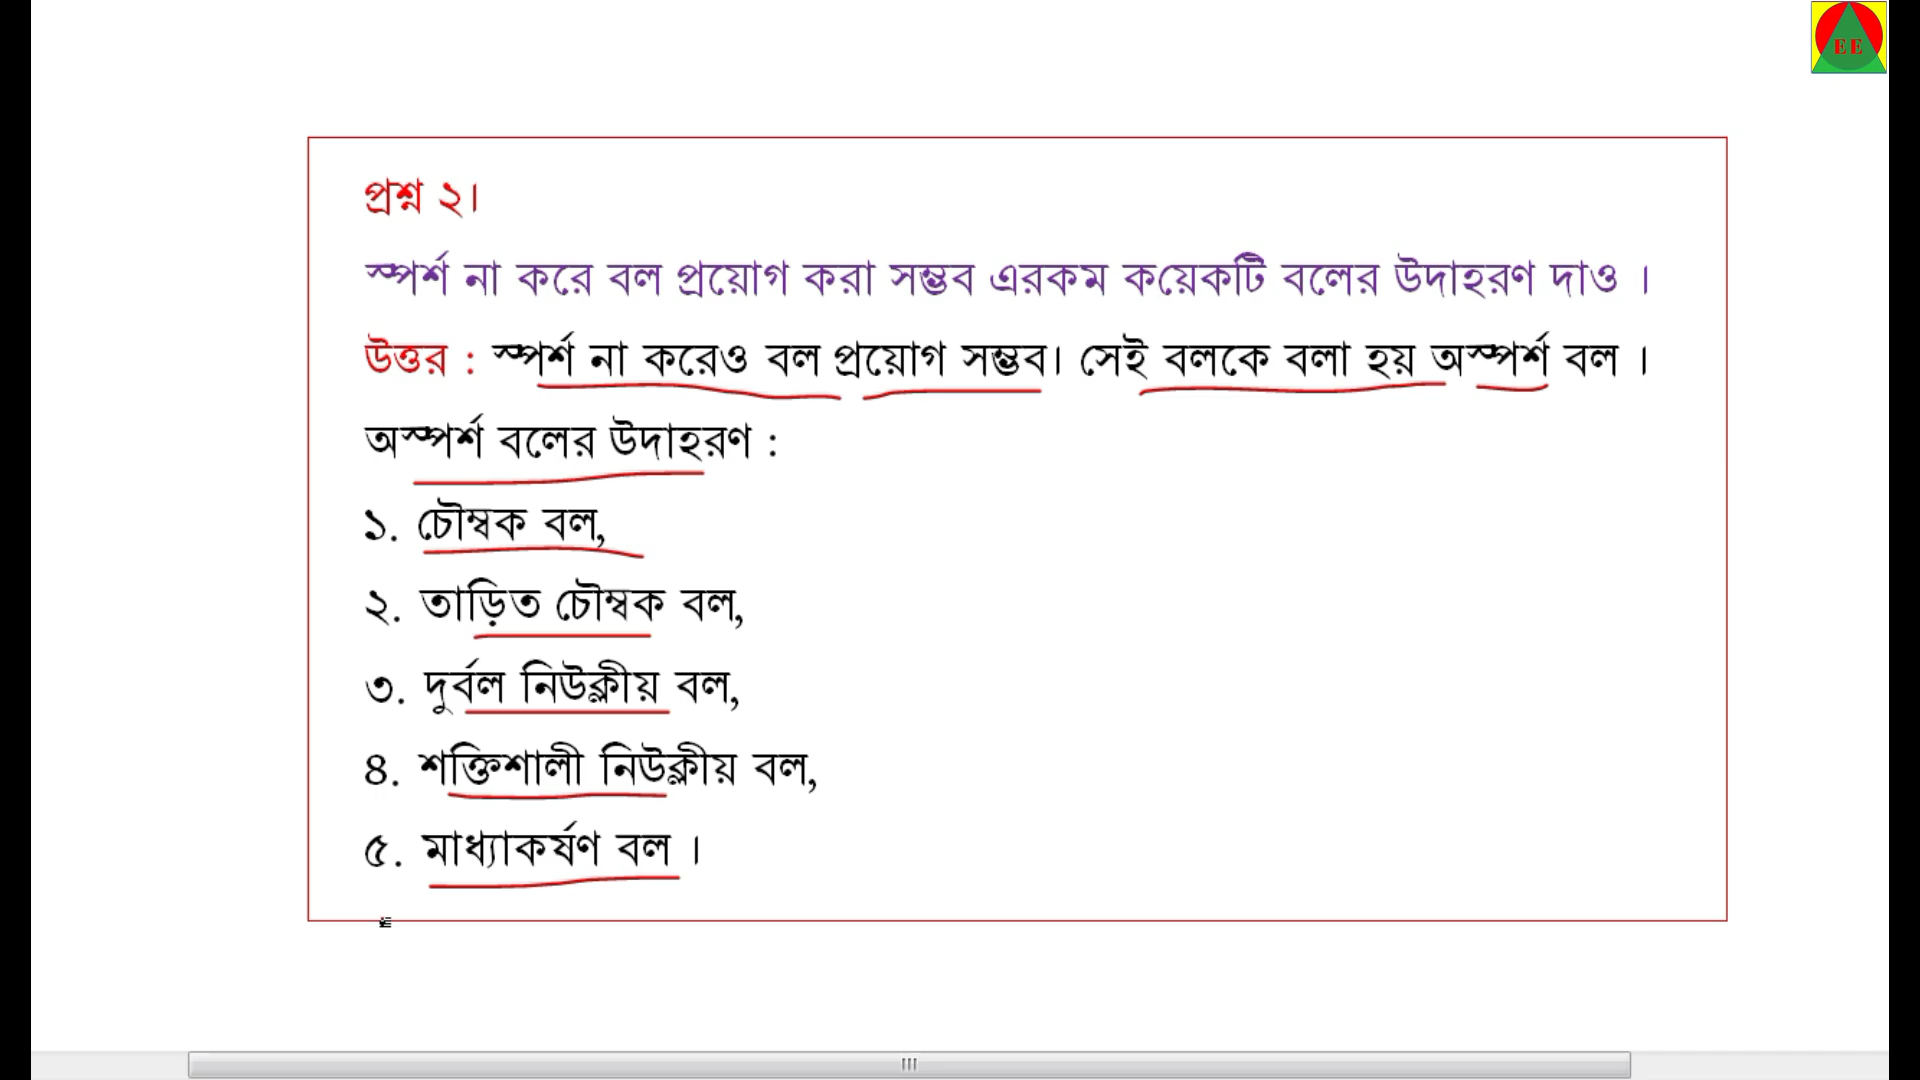 EE
প্রশ্ন ২।
স্পর্শ না করে বল প্রয়োগ করা সম্ভব এরকম কয়েকটি বলের উদাহরণ দাও ।
উত্তর : স্পর্শ না করেও বল প্রয়োগ সম্ভব। সেই বলকে বলা হয় অস্পর্শ বল ।
অস্পর্শ বলের উদাহরণ :
১. চৌম্বক বল,
২. তাড়িত চৌম্বক বল,
৩. দুর্বল নিউক্লীয় বল,
৪. শক্তিশালী নিউক্লীয় বল,
৫. মাধ্যাকর্ষণ বল ।